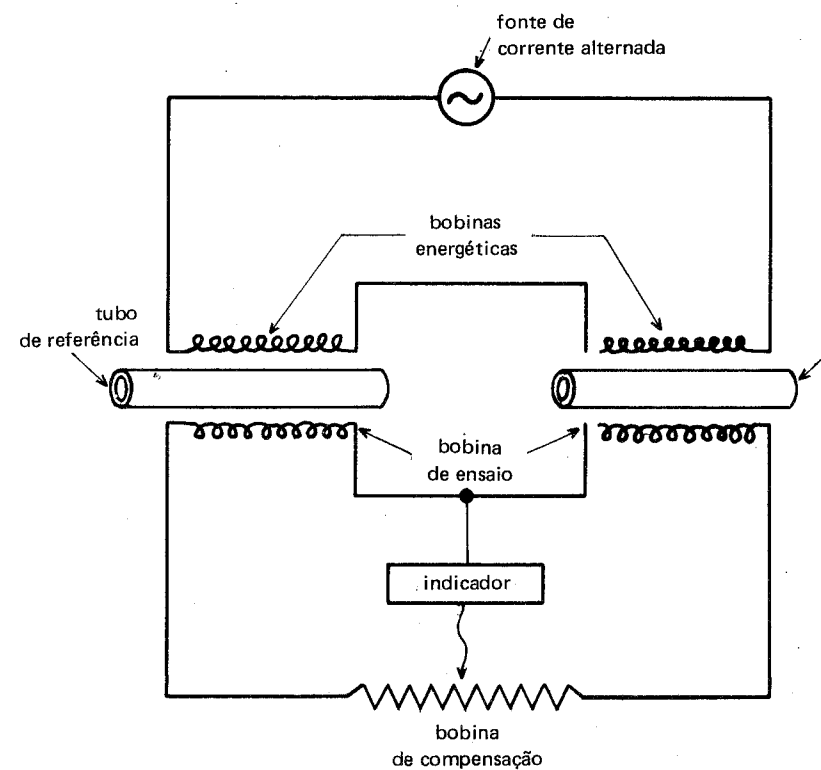 fonte de
corrente alternada
bobinas
energéticas
tubo
de referência
bobina
de ensaio
indicador
bobina
de compensação